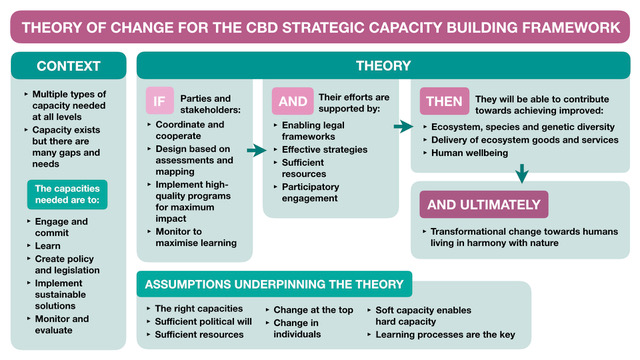 THEORY OF CHANGE FOR THE CBD STRATEGIC CAPACITY BUILDING FRAMEWORK
CONTEXT
‣ Multiple types of
capacity needed
at all levels
‣ Capacity exists
but there are
many gaps and
needs
The capacities
needed are to:
‣ Engage and
commit
‣ Learn
‣ Create policy
and legislation
‣ Implement
sustainable
solutions
‣ Monitor and
evaluate
THEORY
IF
Parties and
stakeholders:
‣ Coordinate and
cooperate
‣ Design based on
assessments and
mapping
‣ Implement high-
quality programs
for maximum
impact
‣ Monitor to
maximise learning
AND
Their efforts are
supported by:
‣ Enabling legal
frameworks
‣ Effective strategies
‣ Sufficient
resources
‣ Participatory
engagement
THEN
They will be able to contribute
towards achieving improved:
‣ Ecosystem, species and genetic diversity
‣ Delivery of ecosystem goods and services
‣ Human wellbeing
AND ULTIMATELY
‣ Transformational change towards humans
living in harmony with nature
ASSUMPTIONS UNDERPINNING THE THEORY
‣ The right capacities
‣ Sufficient political will
‣ Sufficient resources
‣ Change at the top
‣ Change in
individuals
‣ Soft capacity enables
hard capacity
‣ Learning processes are the key